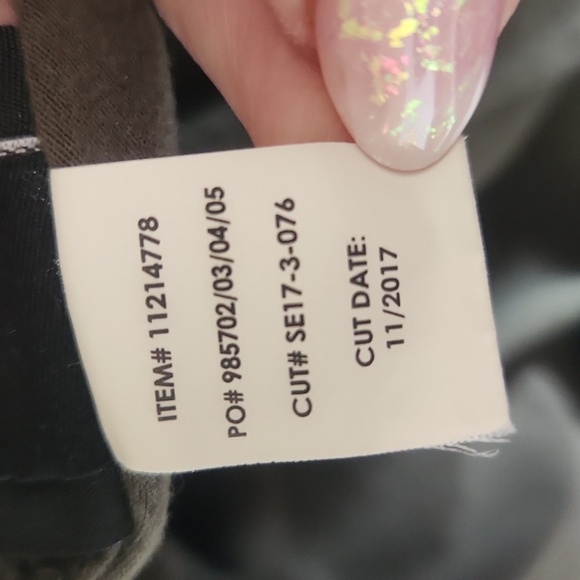 ITEM# 11214778
PO# 985702/03/04/05
CUT# SE17-3-076
CUT DATE:
11/2017